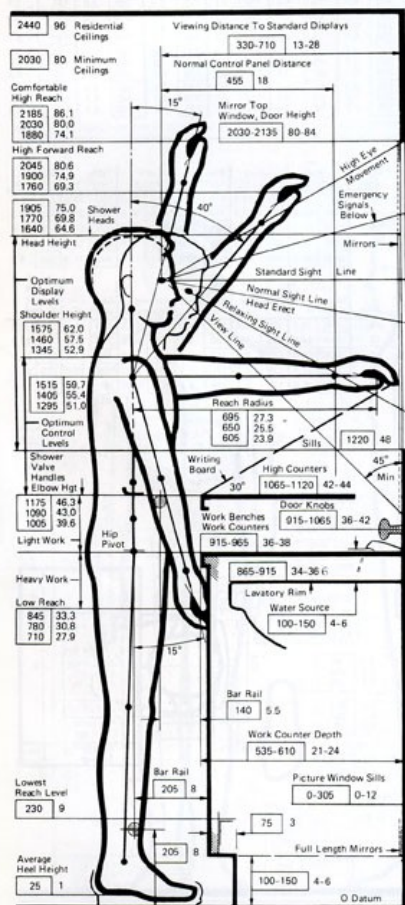 2440 96 Residential Ceilings
2030 80 Minimum Ceilings
Viewing Distance To Standard Displays
330-710 13-28
Normal Control Panel Distance
455 18
15°
Mirror Top
Window, Door Height
2030-2135 80-84
Comfortable
High Reach
2185 86.1
2030 80.0
1880 74.1
High Forward Reach
2045 80.6
1900 74.9
1760 69.3
1905 75.0
1770 69.8
1640 64.6
Shower
Heads
Head Height
40°
High Eye
Movement
Emergency
Signals
Below
Mirrors
Optimum
Display
Levels
Standard Sight Line
Normal Sight Line
Head Erect
Relaxing Sight Line
View Line
Shoulder Height
1575 62.0
1460 57.5
1345 52.9
1515 59.7
1405 55.4
1295 51.0
Optimum
Control Levels
Reach Radius
695 27.3
650 25.5
605 23.9
Sills
1220 48
45°
Min
Shower
Valve
Handles
Elbow Hgt
1175 46.3
1090 43.0
1005 39.6
Writing
Board
30°
High Counters
1065-1120 42-44
Door Knobs
915-1065 36-42
Work Benches
Work Counters
915-965 36-38
Light Work
Hip
Pivot
865-915 34-36
Lavatory Rim
Water Source
100-150 4-6
Heavy Work
Low Reach
845 33.3
780 30.8
710 27.9
15°
Bar Rail
140 5.5
Work Counter Depth
535-610 21-24
Bar Rail
205 8
Picture Window Sills
0-305 0-12
Lowest
Reach Level
230 9
75 3
205 8
Full Length Mirrors
Average
Heel Height
25 1
100-150 4-6
O Datum